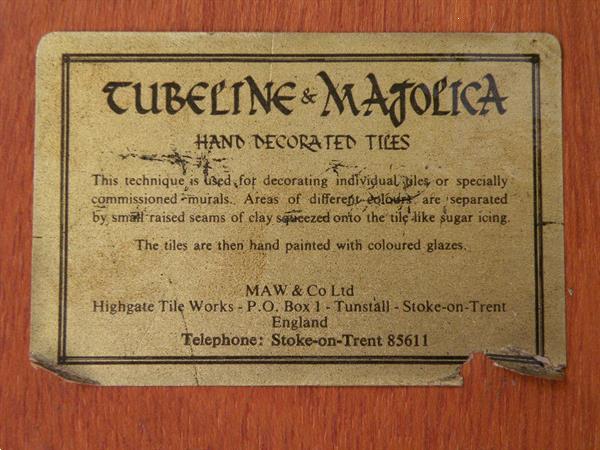 TUBELINE & MAJOLICA
HAND DECORATED TILES
This technique is used for decorating individual tiles or specially
commissioned murals. Areas of different colours are separated
by small raised seams of clay squeezed onto the tile like sugar icing.
The tiles are then hand painted with coloured glazes.
MAW & Co Ltd
Highgate Tile Works - P.O. Box 1 - Tunstall - Stoke-on-Trent
England
Telephone: Stoke-on-Trent 85611